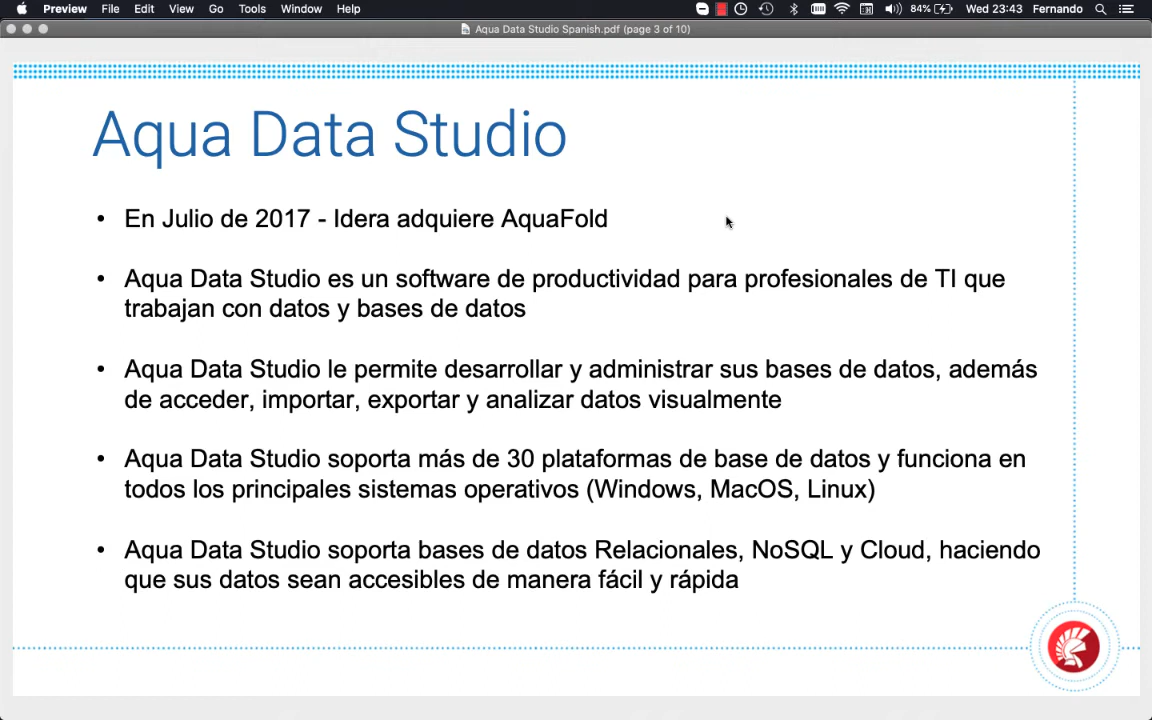 Preview File Edit View Go Tools Window Help 84% Wed 23:43 Fernando
Aqua Data Studio Spanish.pdf (page 3 of 10)
Aqua Data Studio
• En Julio de 2017 - Idera adquiere AquaFold
• Aqua Data Studio es un software de productividad para profesionales de TI que
trabajan con datos y bases de datos
• Aqua Data Studio le permite desarrollar y administrar sus bases de datos, además
de acceder, importar, exportar y analizar datos visualmente
• Aqua Data Studio soporta más de 30 plataformas de base de datos y funciona en
todos los principales sistemas operativos (Windows, MacOS, Linux)
• Aqua Data Studio soporta bases de datos Relacionales, NoSQL y Cloud, haciendo
que sus datos sean accesibles de manera fácil y rápida